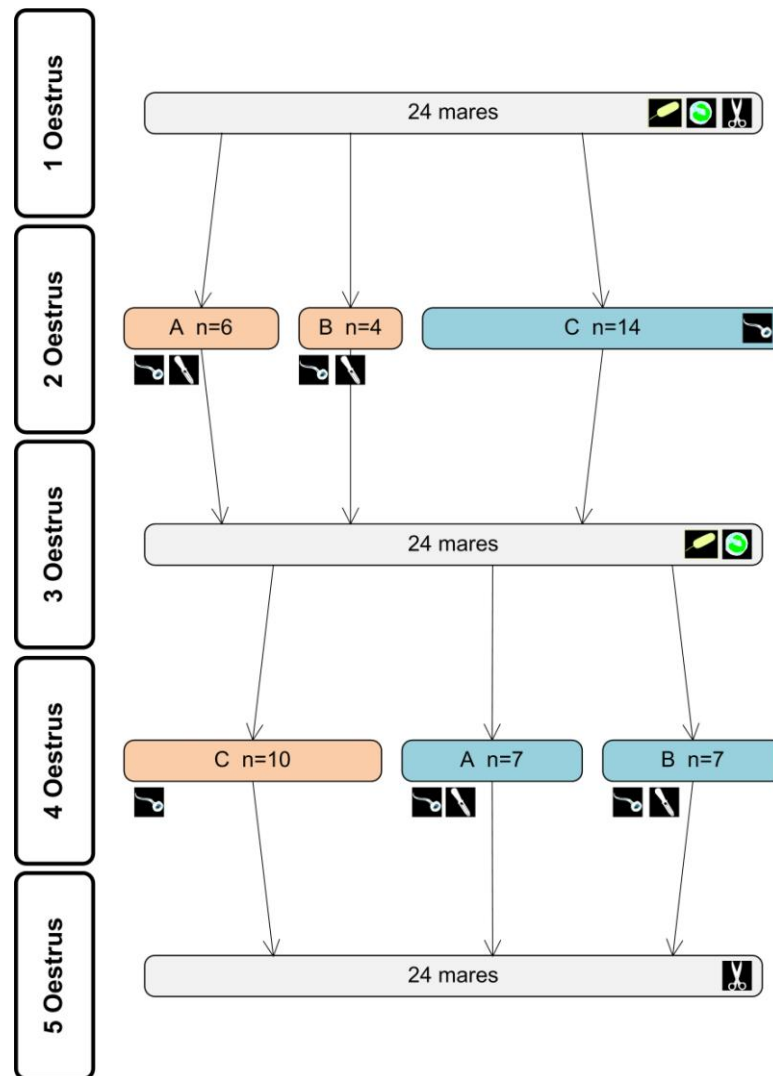 1 Oestrus
24 mares
2 Oestrus
A n=6
B n=4
C n=14
3 Oestrus
24 mares
4 Oestrus
C n=10
A n=7
B n=7
5 Oestrus
24 mares